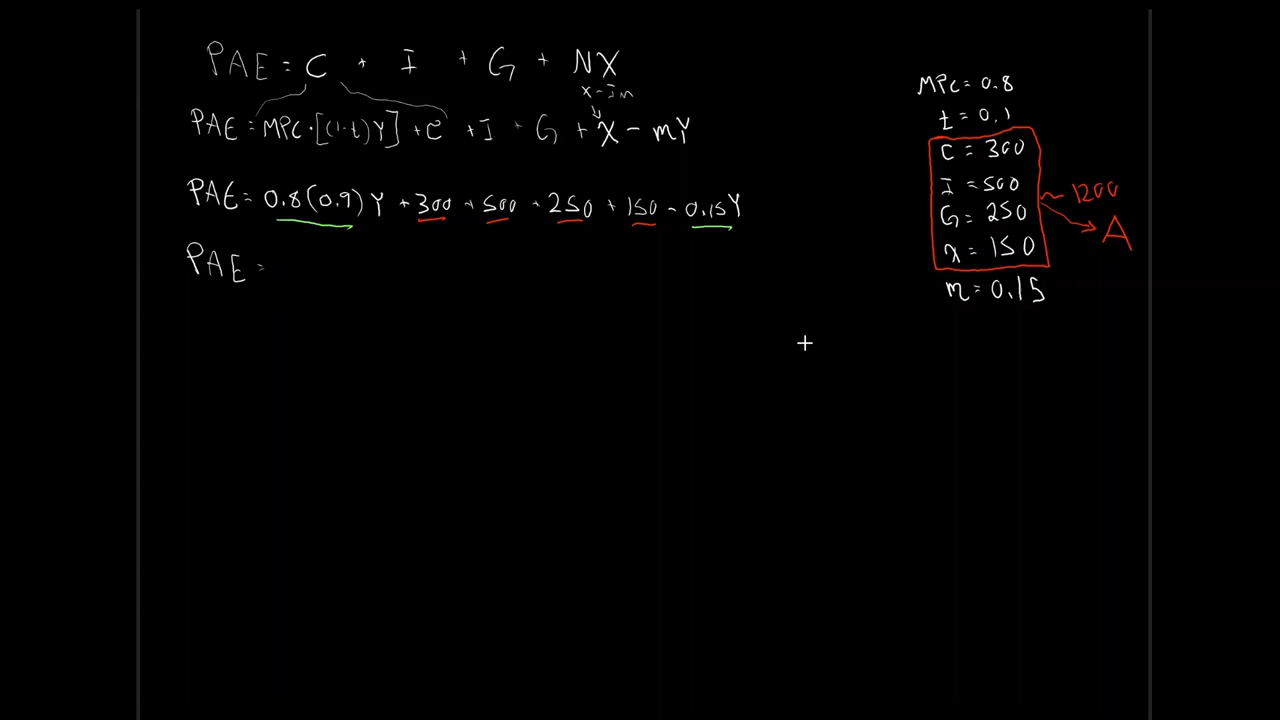 PAE = C + I + G + NX
X - Im
PAE = MPC · [(1-t)Y] + C + I + G + X - mY
PAE = 0.8(0.9)Y + 300 + 500 + 250 + 150 - 0.15Y
PAE =
MPC = 0.8
t = 0.1
C = 300
I = 500
G = 250
X = 150
m = 0.15
1200
A